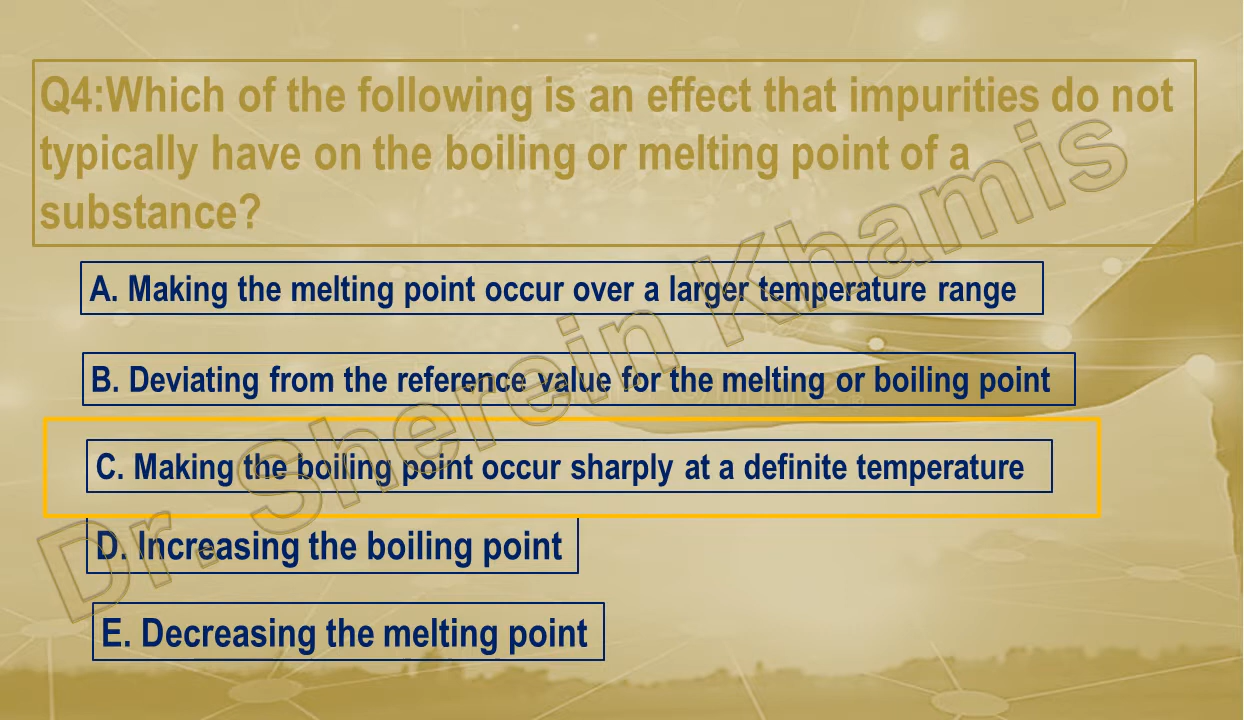 Q4:Which of the following is an effect that impurities do not
typically have on the boiling or melting point of a
substance?
A. Making the melting point occur over a larger temperature range
B. Deviating from the reference value for the melting or boiling point
C. Making the boiling point occur sharply at a definite temperature
D. Increasing the boiling point
E. Decreasing the melting point
Dr. Sherein Khamis